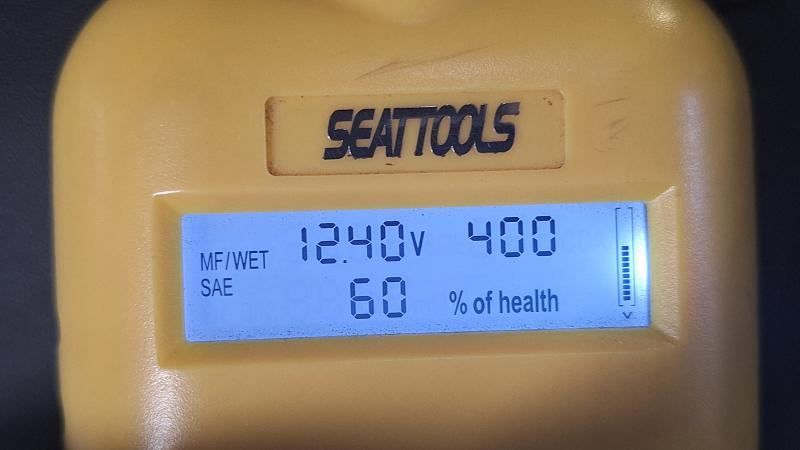 SEATTOOLS
MF/WET 12.40V 400
SAE 60 % of health